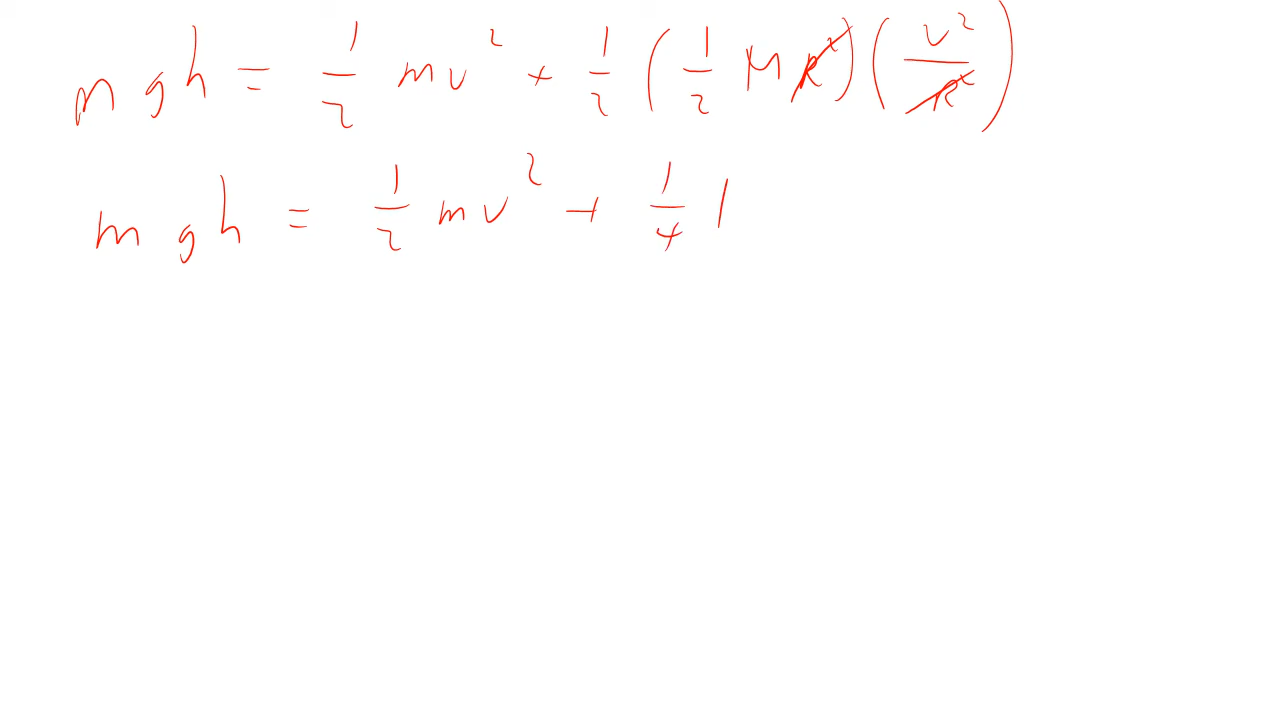 mgh = 1/2 mv² + 1/2 (1/2 MR²)(v²/R²)
mgh = 1/2 mv² + 1/4